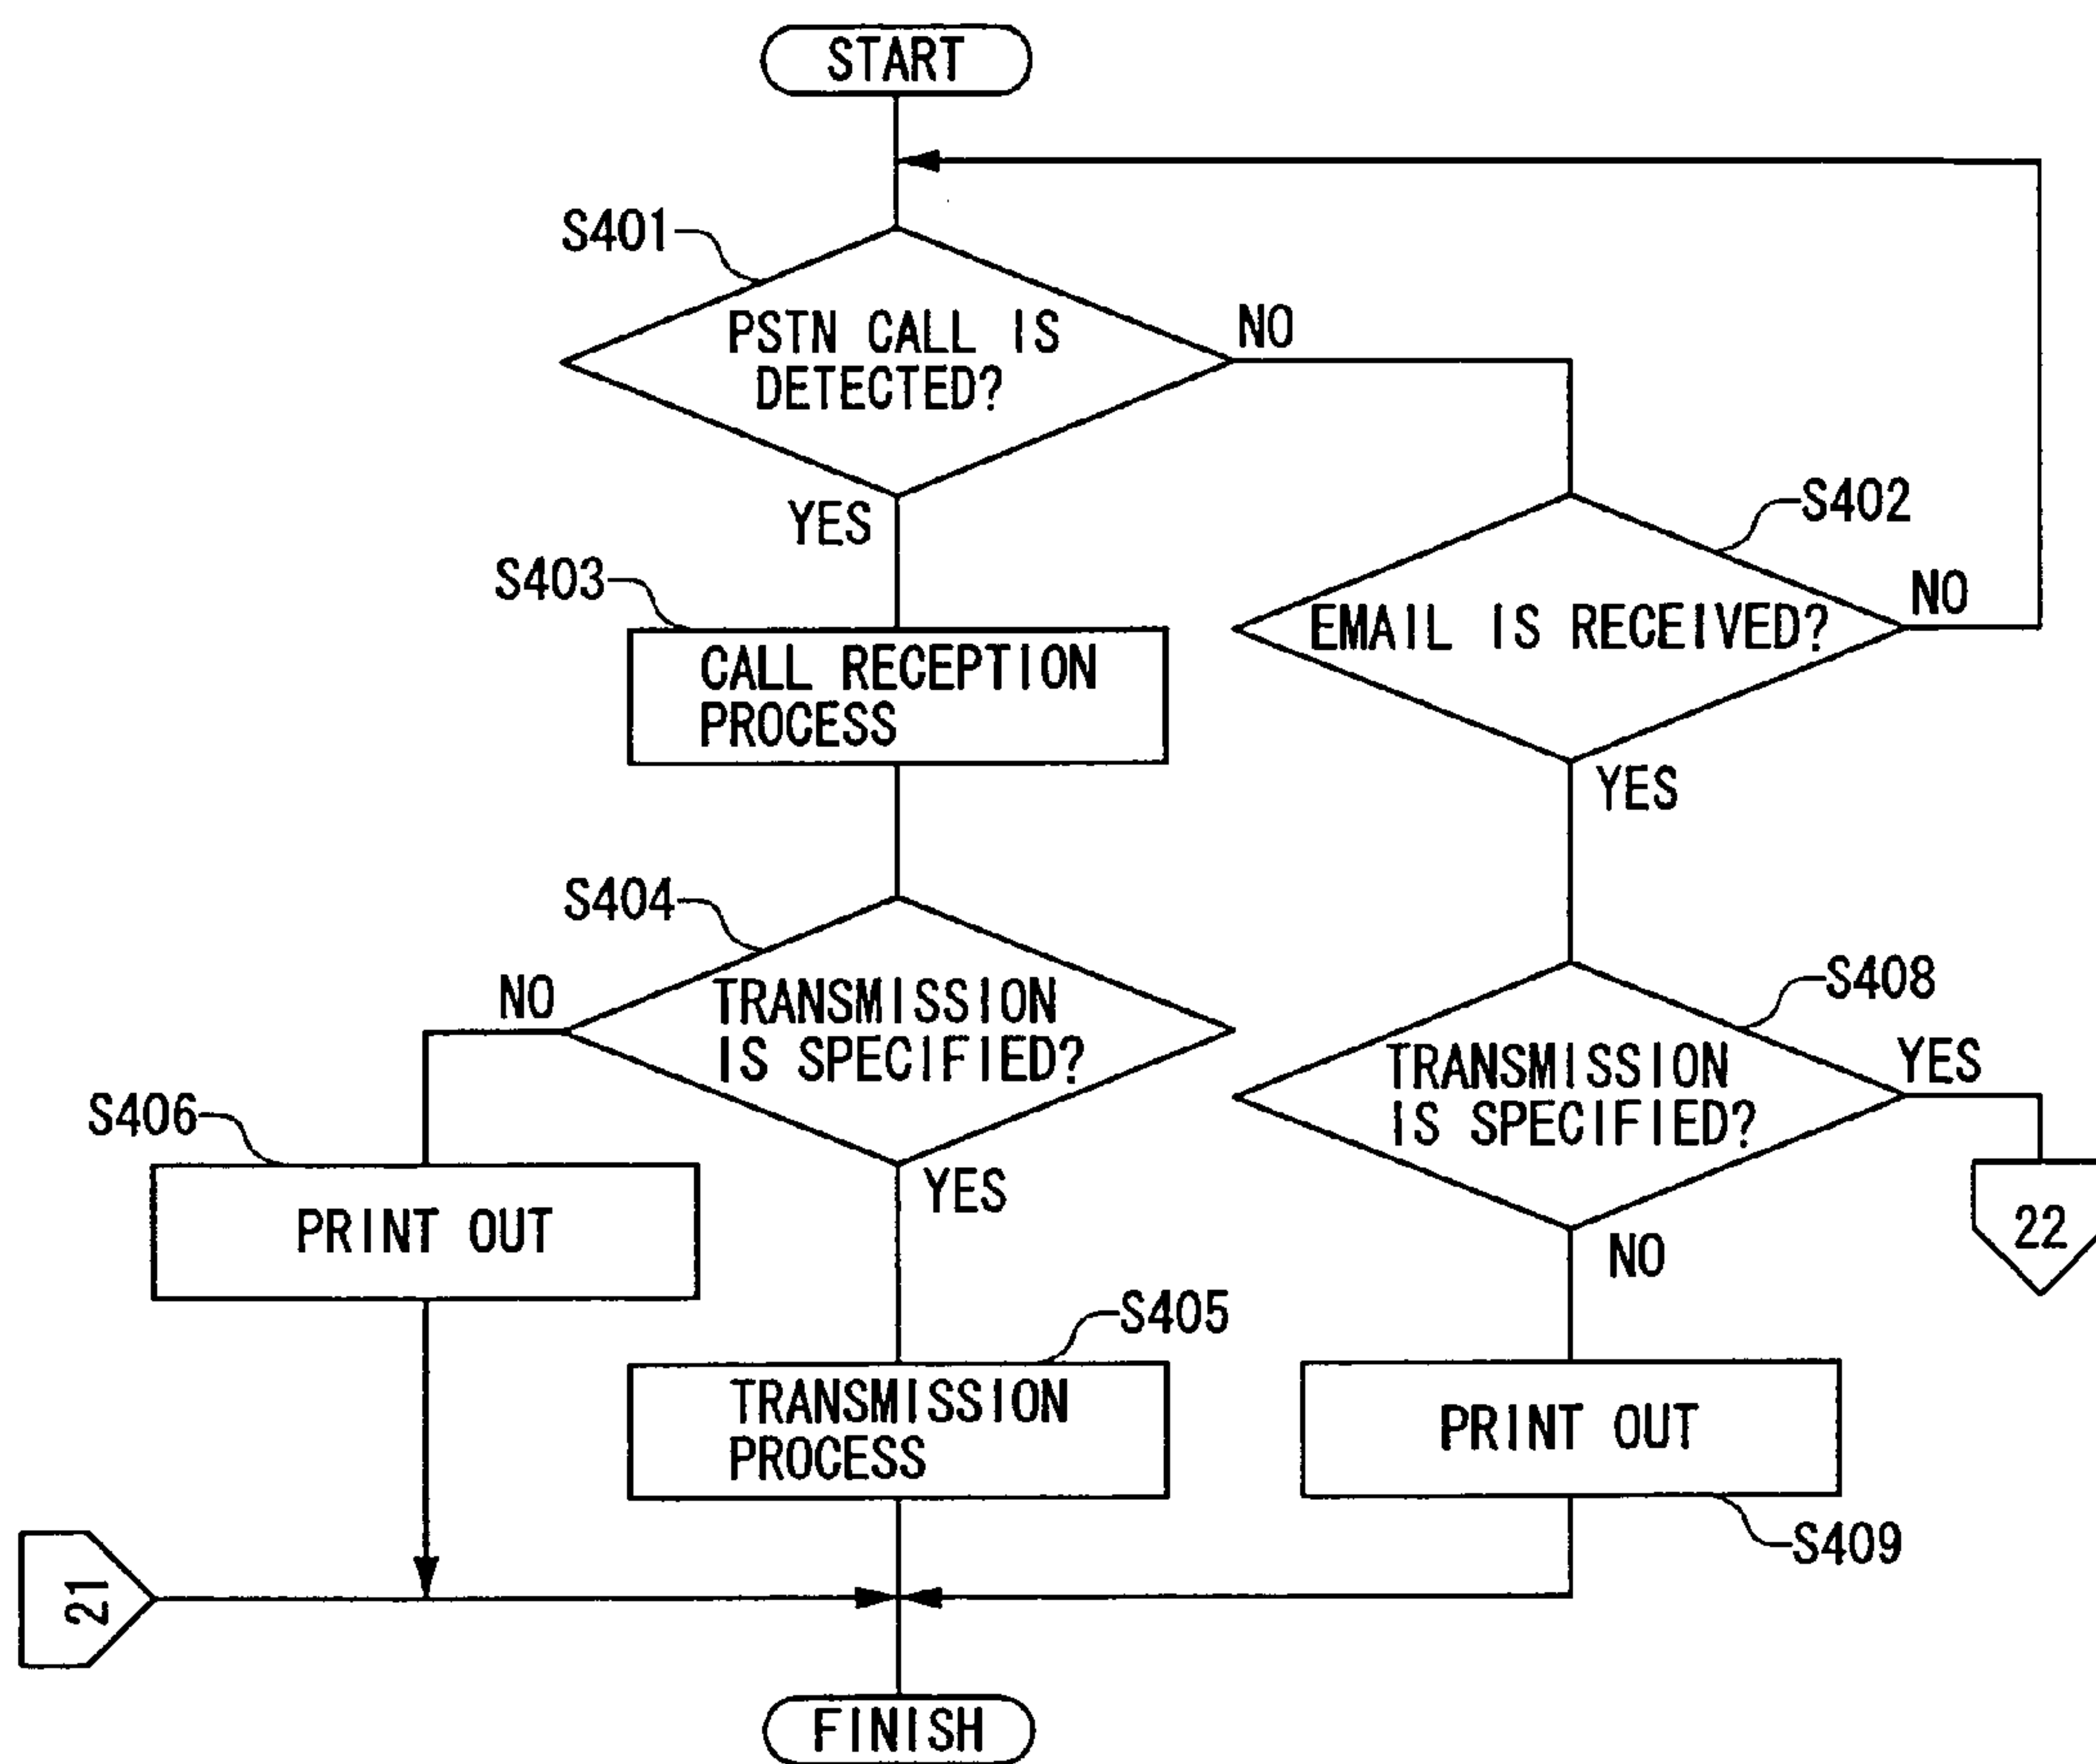 START
S401
PSTN CALL IS
DETECTED?
NO
YES
S402
EMAIL IS RECEIVED?
NO
YES
S403
CALL RECEPTION
PROCESS
S404
TRANSMISSION
IS SPECIFIED?
NO
YES
S408
TRANSMISSION
IS SPECIFIED?
YES
NO
22
S406
PRINT OUT
S405
TRANSMISSION
PROCESS
PRINT OUT
S409
21
FINISH